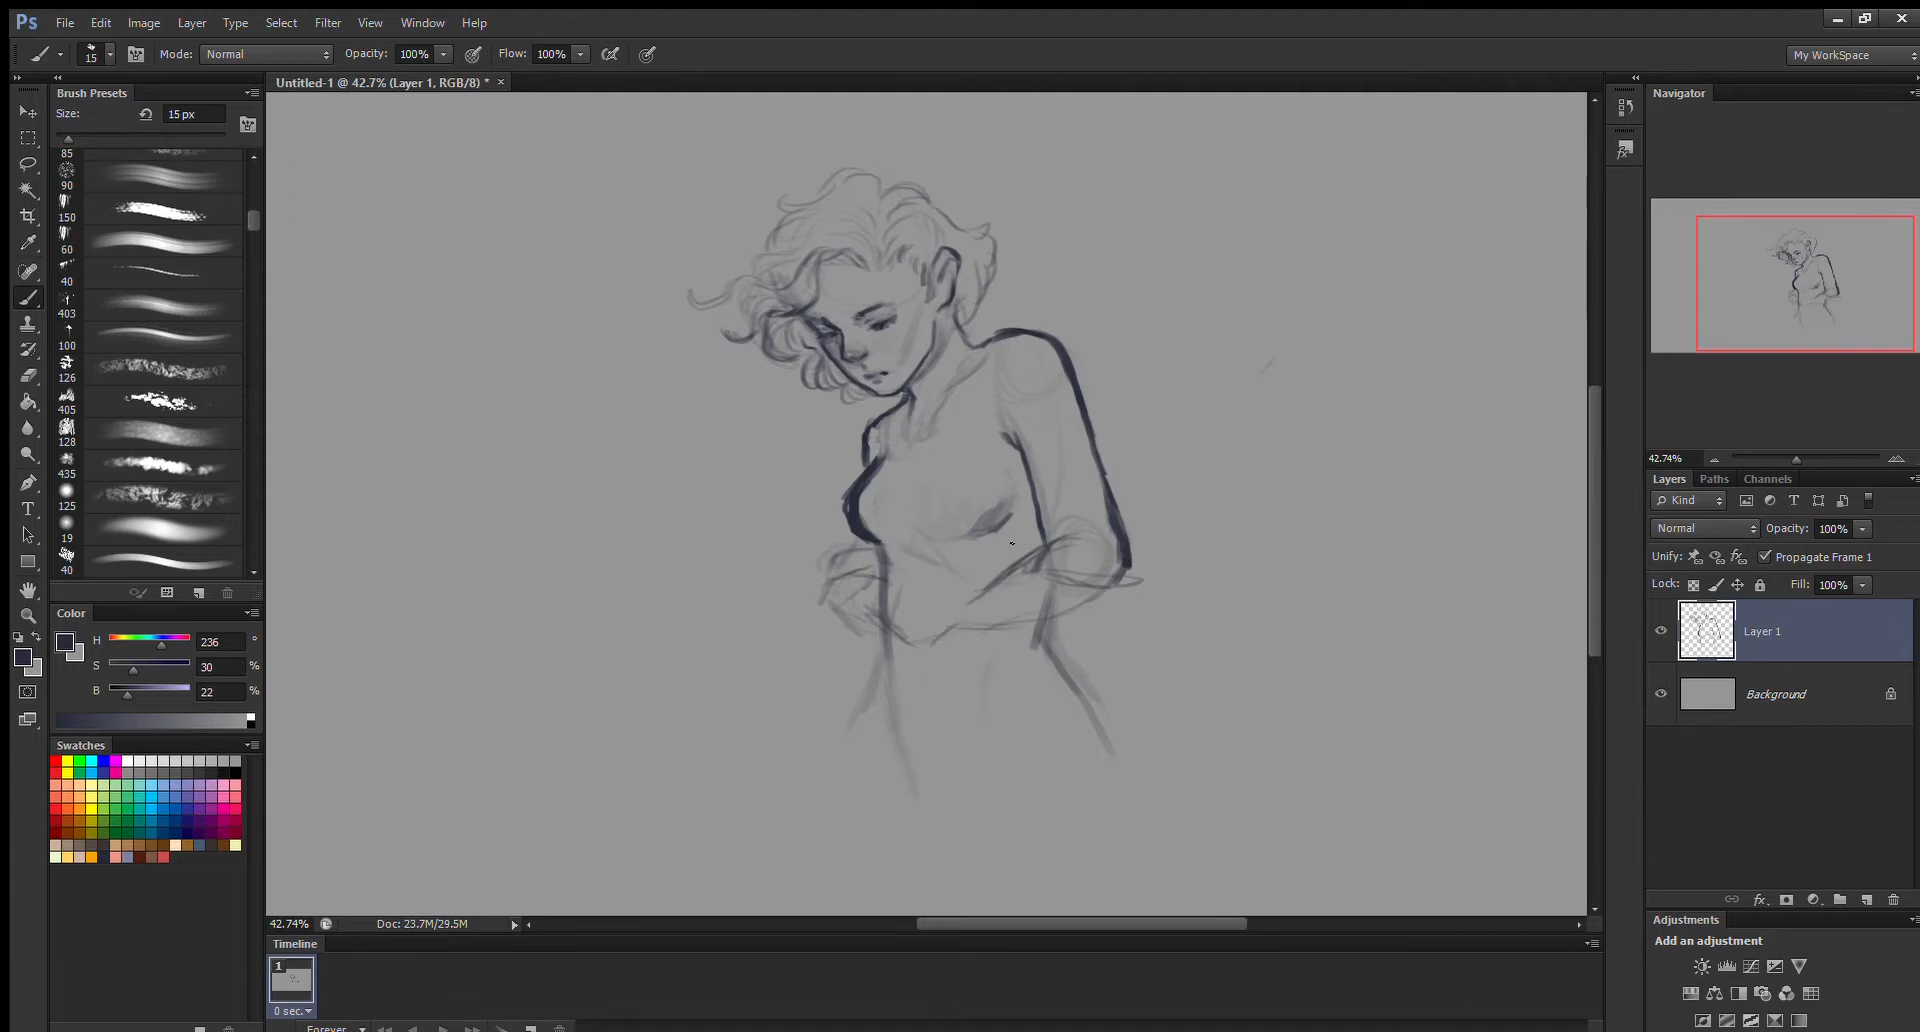 Ps File Edit Image Layer Type Select Filter View Window Help
15 Mode: Normal Opacity: 100% Flow: 100% My WorkSpace
Untitled-1 @ 42.7% (Layer 1, RGB/8) * ×
Brush Presets
Size: 15 px
85
90
150
60
40
403
100
126
405
128
435
125
19
40
Color
H 236 °
S 30 %
B 22 %
Swatches
42.74% Doc: 23.7M/29.5M
Timeline
1
0 sec.
Forever
Navigator
42.74%
Layers Paths Channels
Kind
Normal Opacity: 100%
Unify: Propagate Frame 1
Lock: Fill: 100%
Layer 1
Background
Adjustments
Add an adjustment